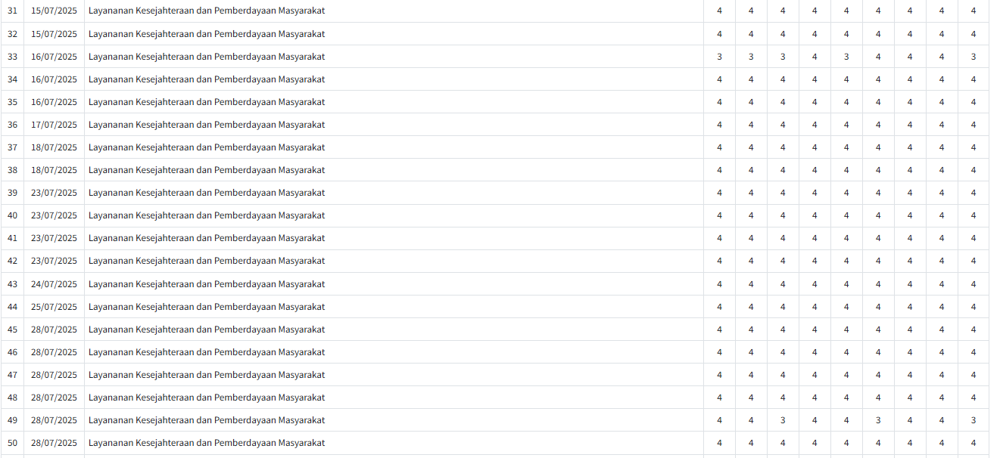 31 15/07/2025 Layananan Kesejahteraan dan Pemberdayaan Masyarakat 4 4 4 4 4 4 4 4 4
32 15/07/2025 Layananan Kesejahteraan dan Pemberdayaan Masyarakat 4 4 4 4 4 4 4 4 4
33 16/07/2025 Layananan Kesejahteraan dan Pemberdayaan Masyarakat 3 3 3 4 3 4 4 4 3
34 16/07/2025 Layananan Kesejahteraan dan Pemberdayaan Masyarakat 4 4 4 4 4 4 4 4 4
35 16/07/2025 Layananan Kesejahteraan dan Pemberdayaan Masyarakat 4 4 4 4 4 4 4 4 4
36 17/07/2025 Layananan Kesejahteraan dan Pemberdayaan Masyarakat 4 4 4 4 4 4 4 4 4
37 18/07/2025 Layananan Kesejahteraan dan Pemberdayaan Masyarakat 4 4 4 4 4 4 4 4 4
38 18/07/2025 Layananan Kesejahteraan dan Pemberdayaan Masyarakat 4 4 4 4 4 4 4 4 4
39 23/07/2025 Layananan Kesejahteraan dan Pemberdayaan Masyarakat 4 4 4 4 4 4 4 4 4
40 23/07/2025 Layananan Kesejahteraan dan Pemberdayaan Masyarakat 4 4 4 4 4 4 4 4 4
41 23/07/2025 Layananan Kesejahteraan dan Pemberdayaan Masyarakat 4 4 4 4 4 4 4 4 4
42 23/07/2025 Layananan Kesejahteraan dan Pemberdayaan Masyarakat 4 4 4 4 4 4 4 4 4
43 24/07/2025 Layananan Kesejahteraan dan Pemberdayaan Masyarakat 4 4 4 4 4 4 4 4 4
44 25/07/2025 Layananan Kesejahteraan dan Pemberdayaan Masyarakat 4 4 4 4 4 4 4 4 4
45 28/07/2025 Layananan Kesejahteraan dan Pemberdayaan Masyarakat 4 4 4 4 4 4 4 4 4
46 28/07/2025 Layananan Kesejahteraan dan Pemberdayaan Masyarakat 4 4 4 4 4 4 4 4 4
47 28/07/2025 Layananan Kesejahteraan dan Pemberdayaan Masyarakat 4 4 4 4 4 4 4 4 4
48 28/07/2025 Layananan Kesejahteraan dan Pemberdayaan Masyarakat 4 4 4 4 4 4 4 4 4
49 28/07/2025 Layananan Kesejahteraan dan Pemberdayaan Masyarakat 4 4 3 4 4 3 4 4 3
50 28/07/2025 Layananan Kesejahteraan dan Pemberdayaan Masyarakat 4 4 4 4 4 4 4 4 4